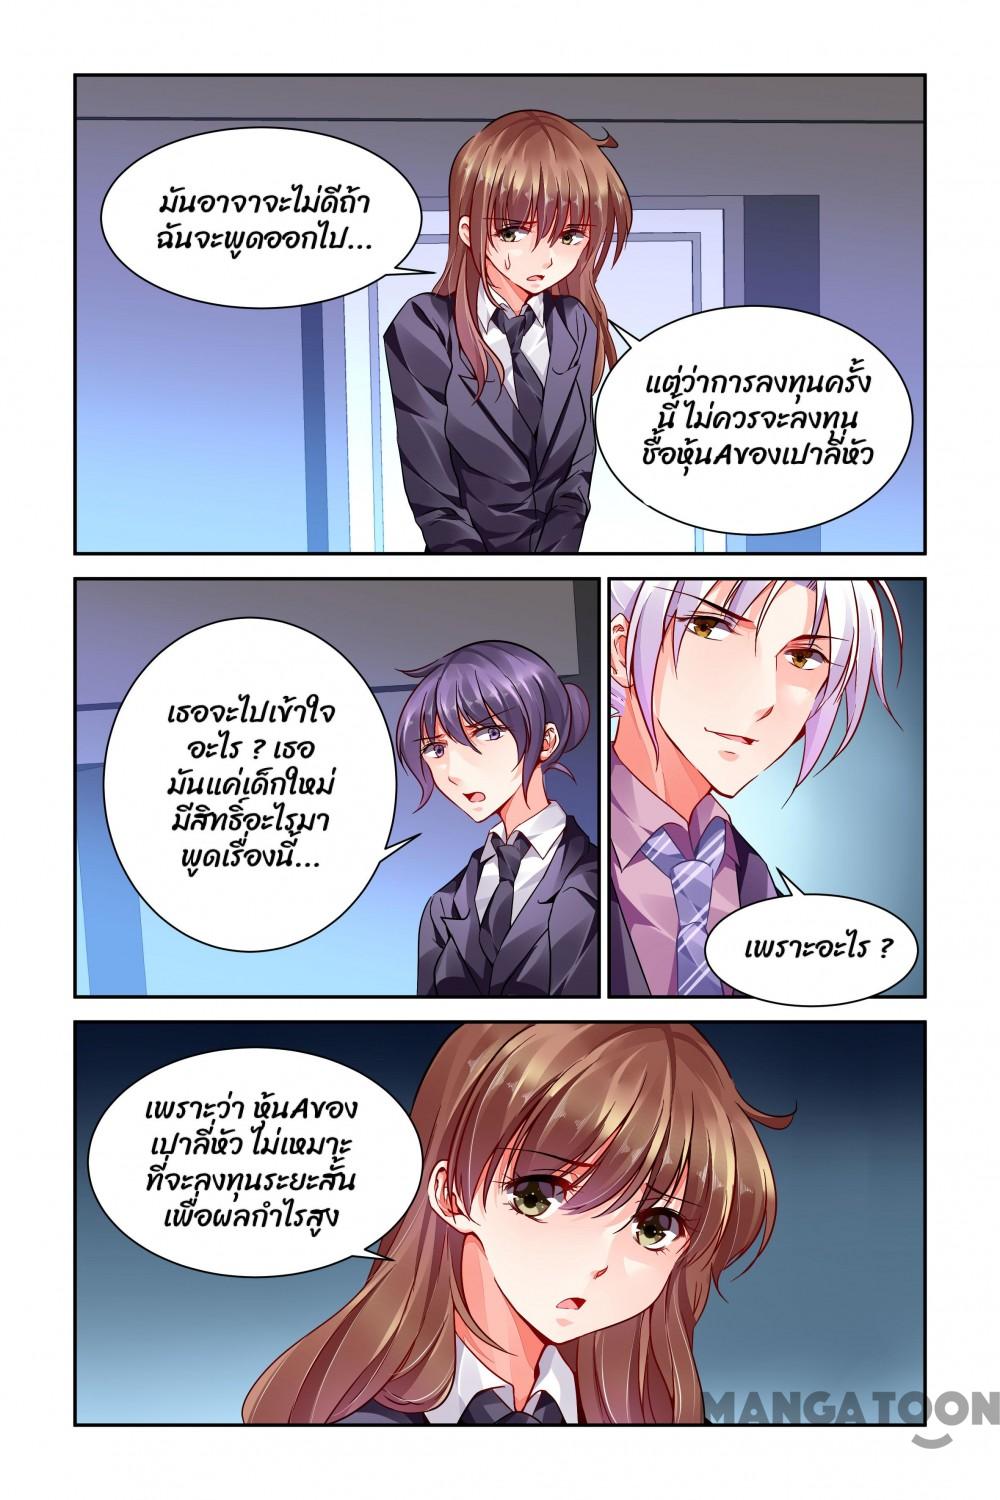 มันอาจาจะไม่ดีถ้า
ฉันจะพูดออกไป...
แต่ว่าการลงทุนครั้ง
นี้ ไม่ควรจะลงทุน
ซื้อหุ้นAของเปาลี่หัว
เธอจะไปเข้าใจ
อะไร ? เธอ
มันแค่เด็กใหม่
มีสิทธิ์อะไรมา
พูดเรื่องนี้...
เพราะอะไร ?
เพราะว่า หุ้นAของ
เปาลี่หัว ไม่เหมาะ
ที่จะลงทุนระยะสั้น
เพื่อผลกำไรสูง
MANGATOON